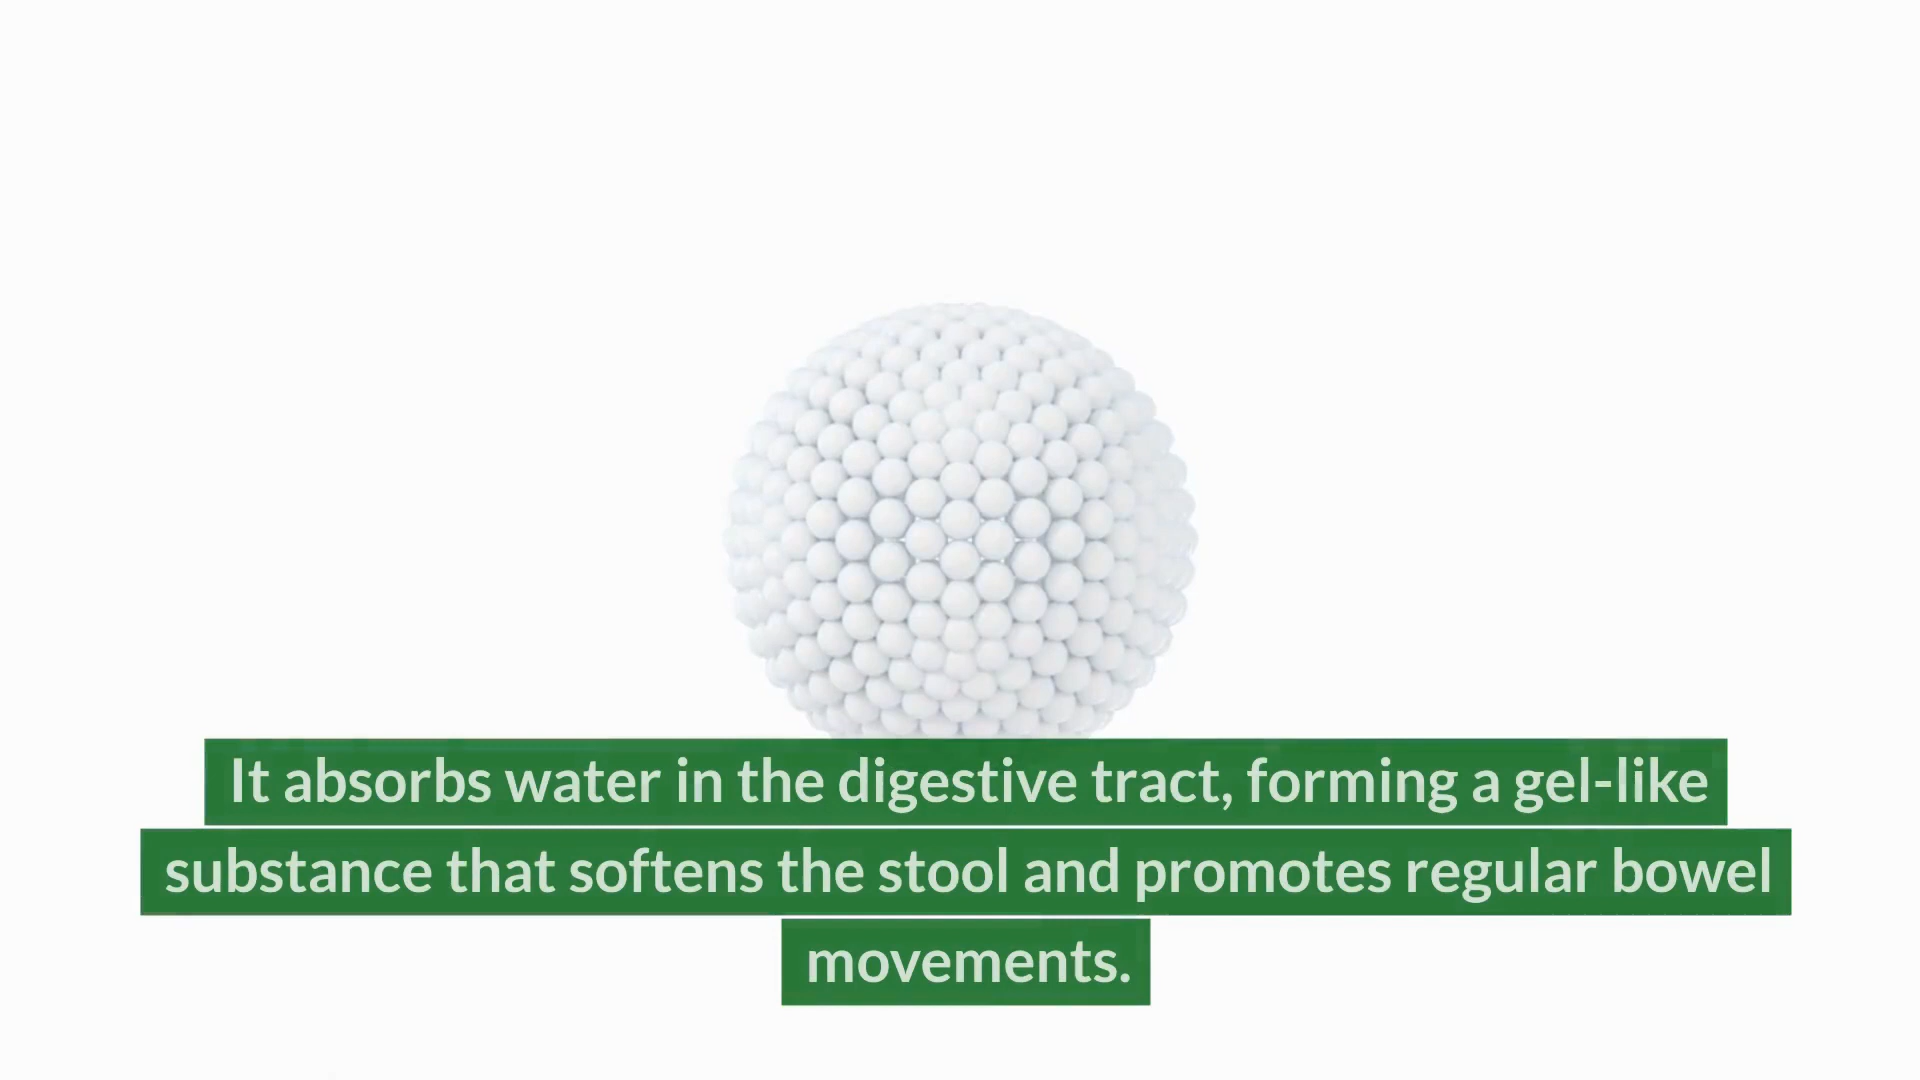 It absorbs water in the digestive tract, forming a gel-like
substance that softens the stool and promotes regular bowel
movements.